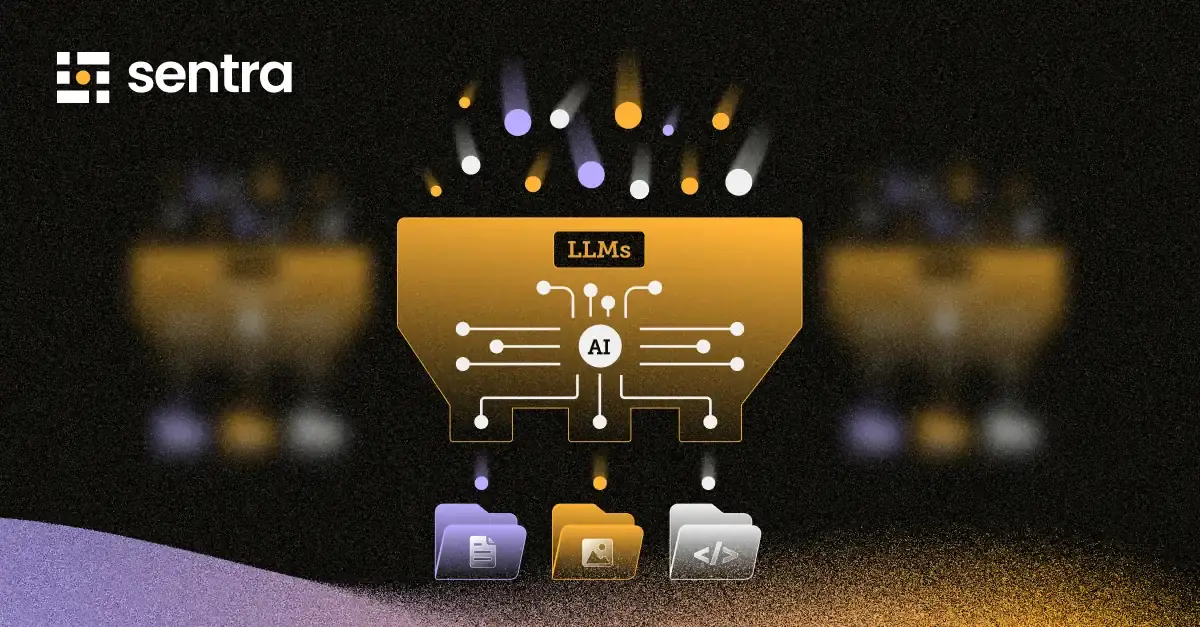 sentra
LLMs
AI
</>